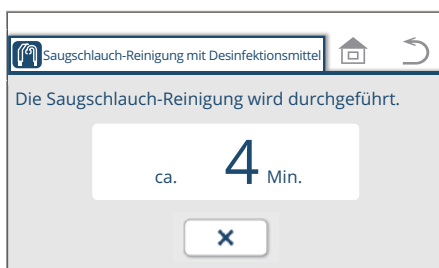 Saugschlauch-Reinigung mit Desinfektionsmittel
Die Saugschlauch-Reinigung wird durchgeführt.
ca. 4 Min.